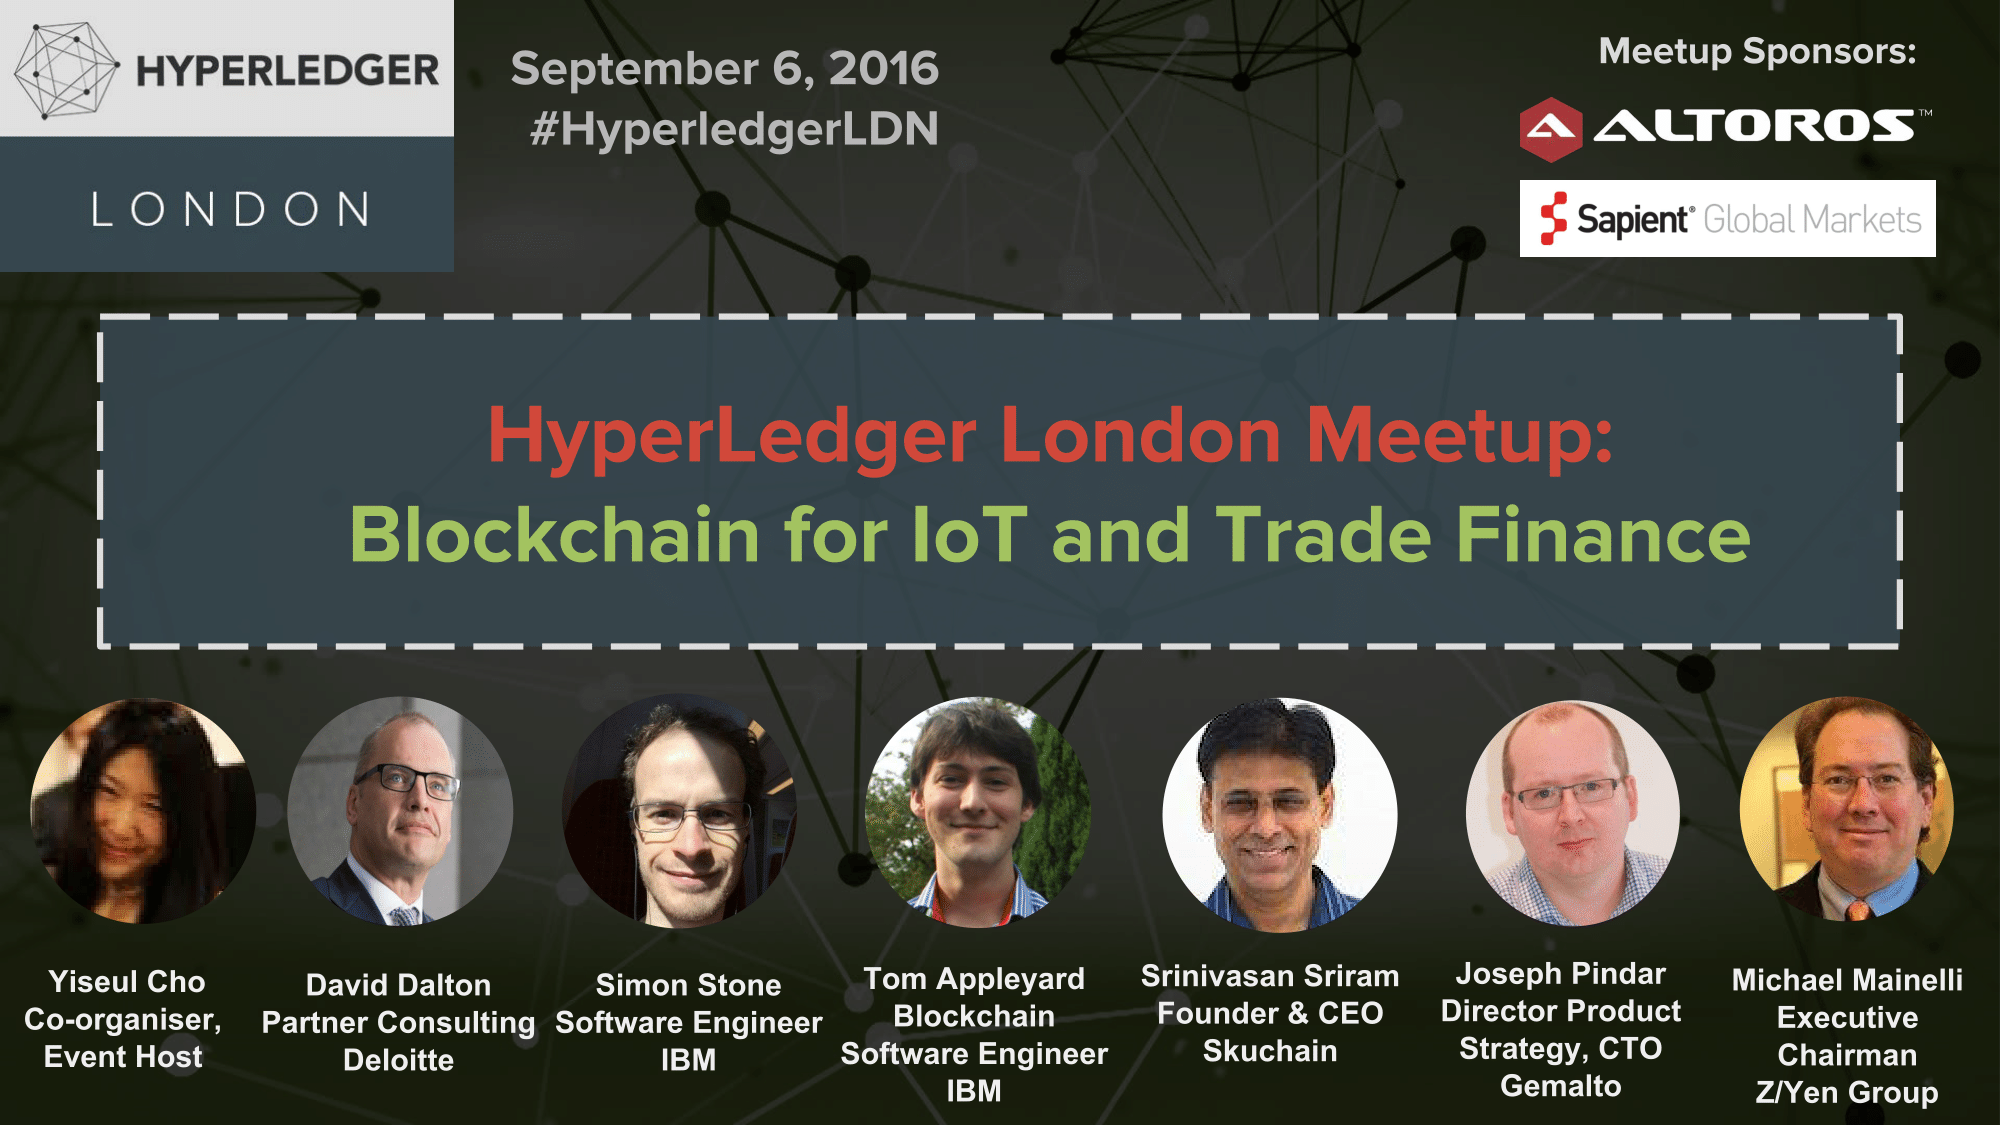 HYPERLEDGER
LONDON
September 6, 2016
#HyperledgerLDN
Meetup Sponsors:
ALTOROS™
Sapient® Global Markets
HyperLedger London Meetup:
Blockchain for IoT and Trade Finance
Yiseul Cho
Co-organiser,
Event Host
David Dalton
Partner Consulting
Deloitte
Simon Stone
Software Engineer
IBM
Tom Appleyard
Blockchain
Software Engineer
IBM
Srinivasan Sriram
Founder & CEO
Skuchain
Joseph Pindar
Director Product
Strategy, CTO
Gemalto
Michael Mainelli
Executive
Chairman
Z/Yen Group